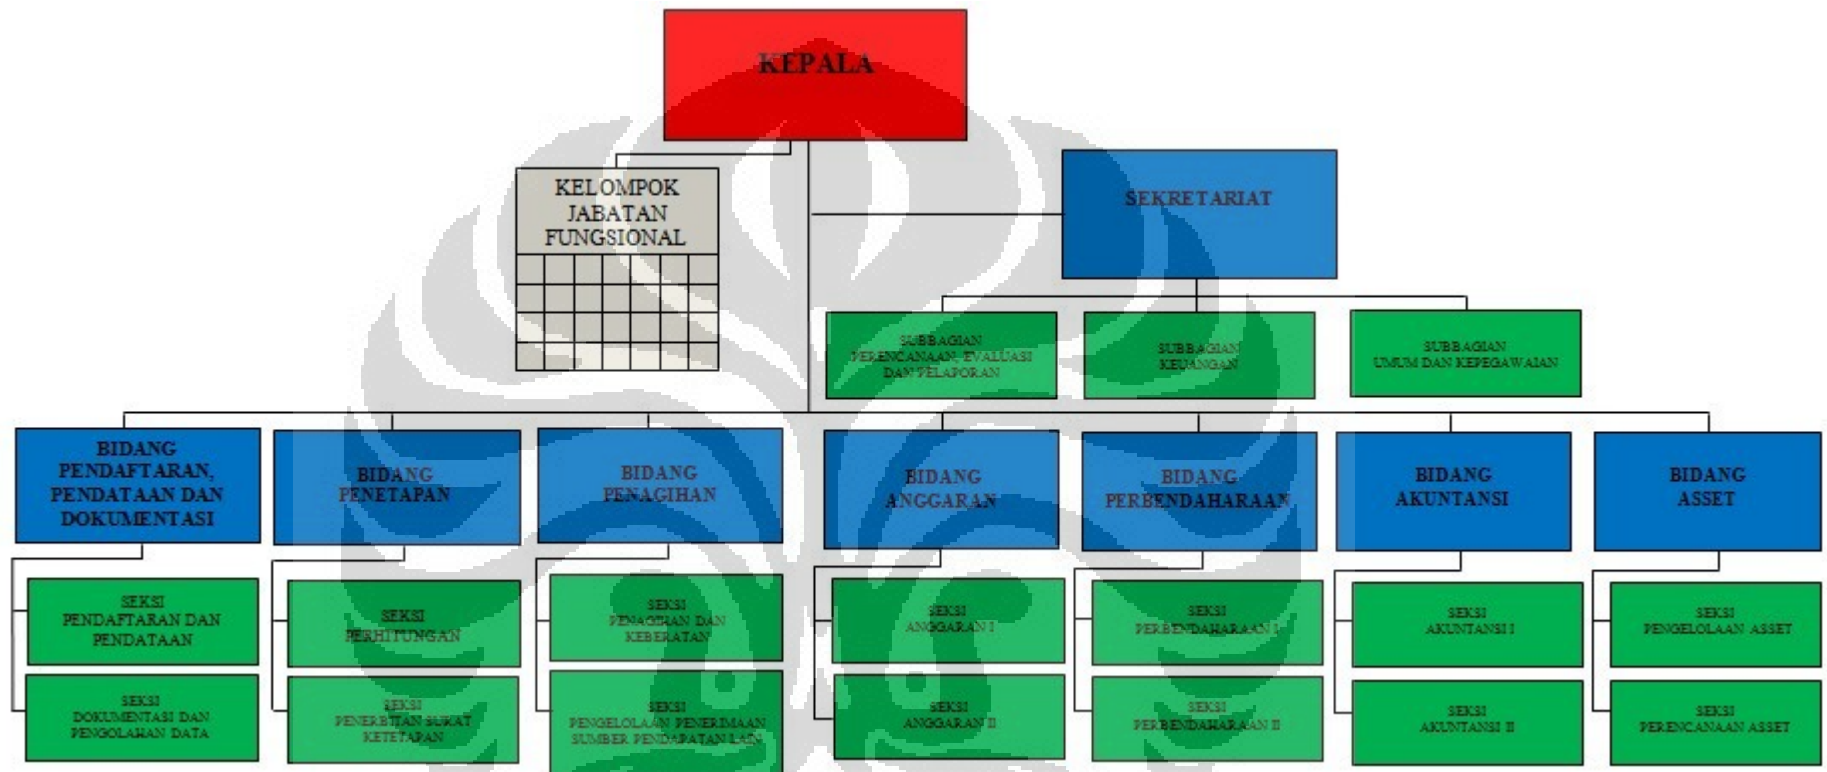 KEPALA
KELOMPOK
JABATAN
FUNGSIONAL
SEKRETARIAT
SUBBAGIAN
PERENCANAAN, EVALUASI
DAN PELAPORAN
SUBBAGIAN
KEUANGAN
SUBBAGIAN
UMUM DAN KEPEGAWAIAN
BIDANG
PENDAFTARAN,
PENDATAAN DAN
DOKUMENTASI
BIDANG
PENETAPAN
BIDANG
PENAGIHAN
BIDANG
ANGGARAN
BIDANG
PERBENDAHARAAN
BIDANG
AKUNTANSI
BIDANG
ASSET
SEKSI
PENDAFTARAN DAN
PENDATAAN
SEKSI
PERHITUNGAN
SEKSI
PENAGIHAN DAN
KEBERATAN
SEKSI
ANGGARAN I
SEKSI
PERBENDAHARAAN I
SEKSI
AKUNTANSI I
SEKSI
PENGELOLAAN ASSET
SEKSI
DOKUMENTASI DAN
PENGOLAHAN DATA
SEKSI
PENERBITAN SURAT
KETETAPAN
SEKSI
PENGELOLAAN PENERIMAAN
SUMBER PENDAPATAN LAIN
SEKSI
ANGGARAN II
SEKSI
PERBENDAHARAAN II
SEKSI
AKUNTANSI II
SEKSI
PERENCANAAN ASSET